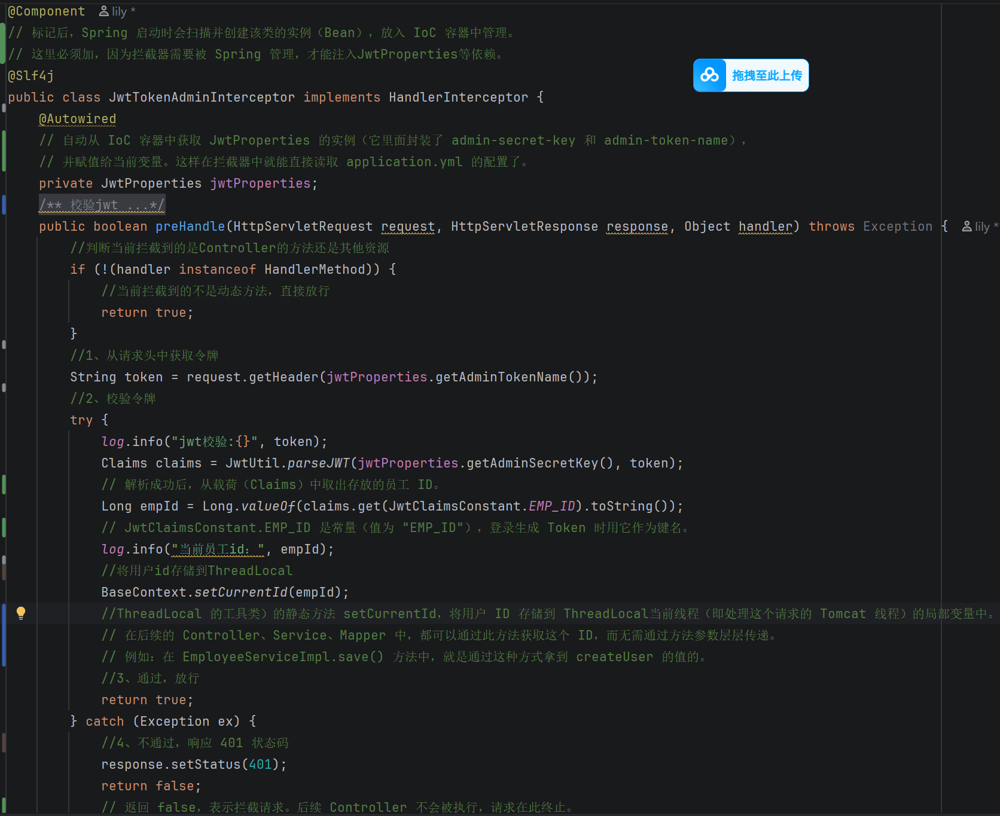 @Component  lily *
// 标记后，Spring 启动时会扫描并创建该类的实例（Bean），放入 IoC 容器中管理。
// 这里必须加，因为拦截器需要被 Spring 管理，才能注入JwtProperties等依赖。
@Slf4j
拖拽至此上传
public class JwtTokenAdminInterceptor implements HandlerInterceptor {
    @Autowired
    // 自动从 IoC 容器中获取 JwtProperties 的实例（它里面封装了 admin-secret-key 和 admin-token-name），
    // 并赋值给当前变量。这样在拦截器中就能直接读取 application.yml 的配置了。
    private JwtProperties jwtProperties;
    /** 校验jwt ...*/
    public boolean preHandle(HttpServletRequest request, HttpServletResponse response, Object handler) throws Exception {  lily *
        //判断当前拦截到的是Controller的方法还是其他资源
        if (!(handler instanceof HandlerMethod)) {
            //当前拦截到的不是动态方法，直接放行
            return true;
        }
        //1、从请求头中获取令牌
        String token = request.getHeader(jwtProperties.getAdminTokenName());
        //2、校验令牌
        try {
            log.info("jwt校验:{}", token);
            Claims claims = JwtUtil.parseJWT(jwtProperties.getAdminSecretKey(), token);
            // 解析成功后，从载荷（Claims）中取出存放的员工 ID。
            Long empId = Long.valueOf(claims.get(JwtClaimsConstant.EMP_ID).toString());
            // JwtClaimsConstant.EMP_ID 是常量（值为 "EMP_ID"），登录生成 Token 时用它作为键名。
            log.info("当前员工id：", empId);
            //将用户id存储到ThreadLocal
            BaseContext.setCurrentId(empId);
            //ThreadLocal 的工具类）的静态方法 setCurrentId，将用户 ID 存储到 ThreadLocal当前线程（即处理这个请求的 Tomcat 线程）的局部变量中。
            // 在后续的 Controller、Service、Mapper 中，都可以通过此方法获取这个 ID，而无需通过方法参数层层传递。
            // 例如：在 EmployeeServiceImpl.save() 方法中，就是通过这种方式拿到 createUser 的值的。
            //3、通过，放行
            return true;
        } catch (Exception ex) {
            //4、不通过，响应 401 状态码
            response.setStatus(401);
            return false;
            // 返回 false，表示拦截请求。后续 Controller 不会被执行，请求在此终止。